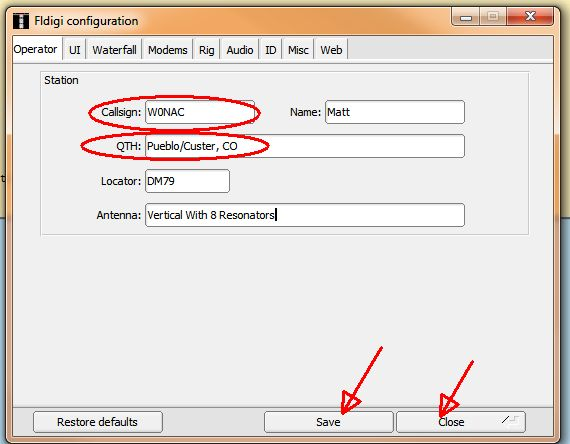 Fldigi configuration
Operator UI Waterfall Modems Rig Audio ID Misc Web
Station
Callsign: W0NAC Name: Matt
QTH: Pueblo/Custer, CO
Locator: DM79
Antenna: Vertical With 8 Resonators
Restore defaults Save Close